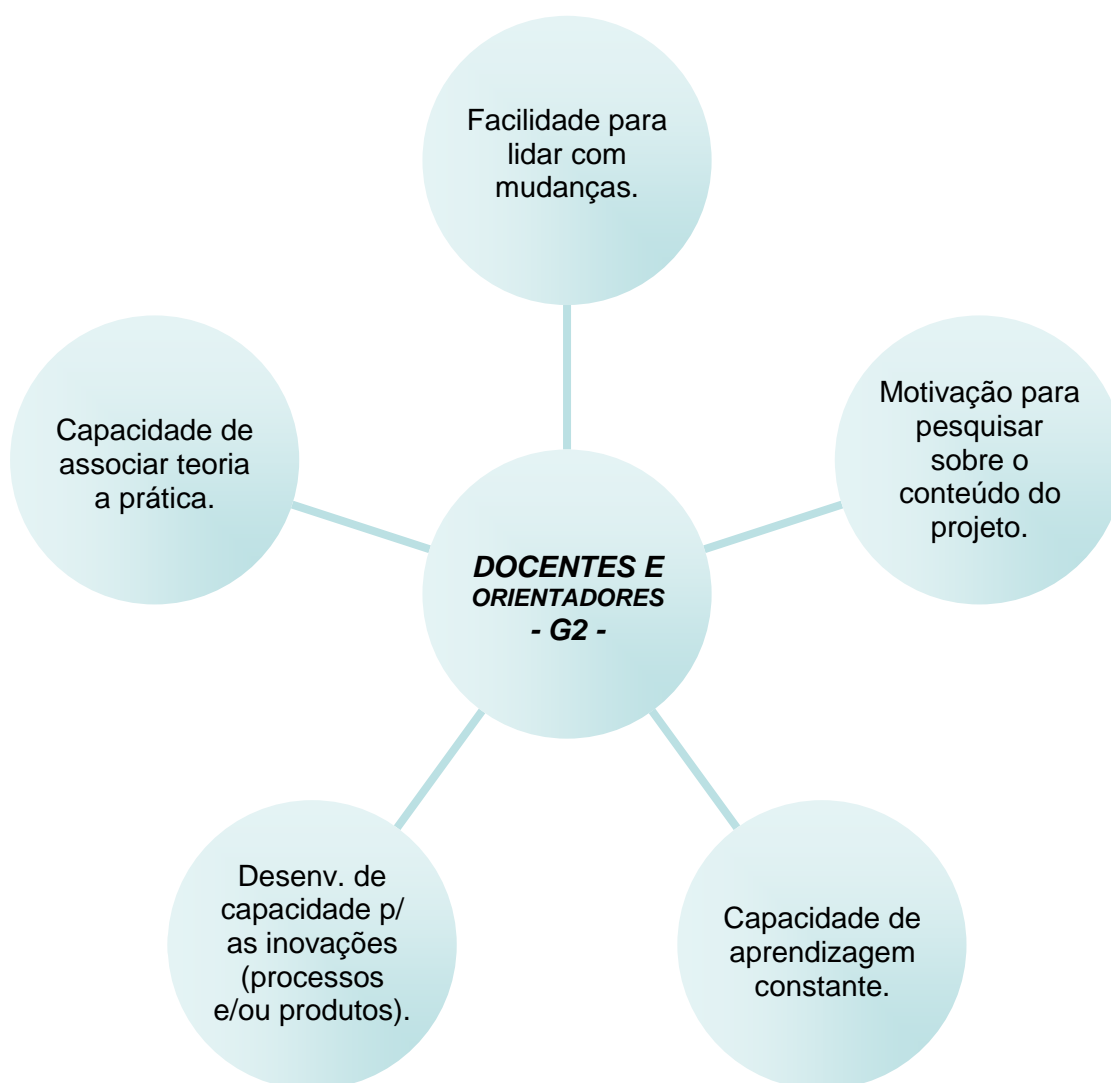 Facilidade para
lidar com
mudanças.
Motivação para
pesquisar
sobre o
conteúdo do
projeto.
Capacidade de
associar teoria
a prática.
DOCENTES E
ORIENTADORES
- G2 -
Desenv. de
capacidade p/
as inovações
(processos
e/ou produtos).
Capacidade de
aprendizagem
constante.